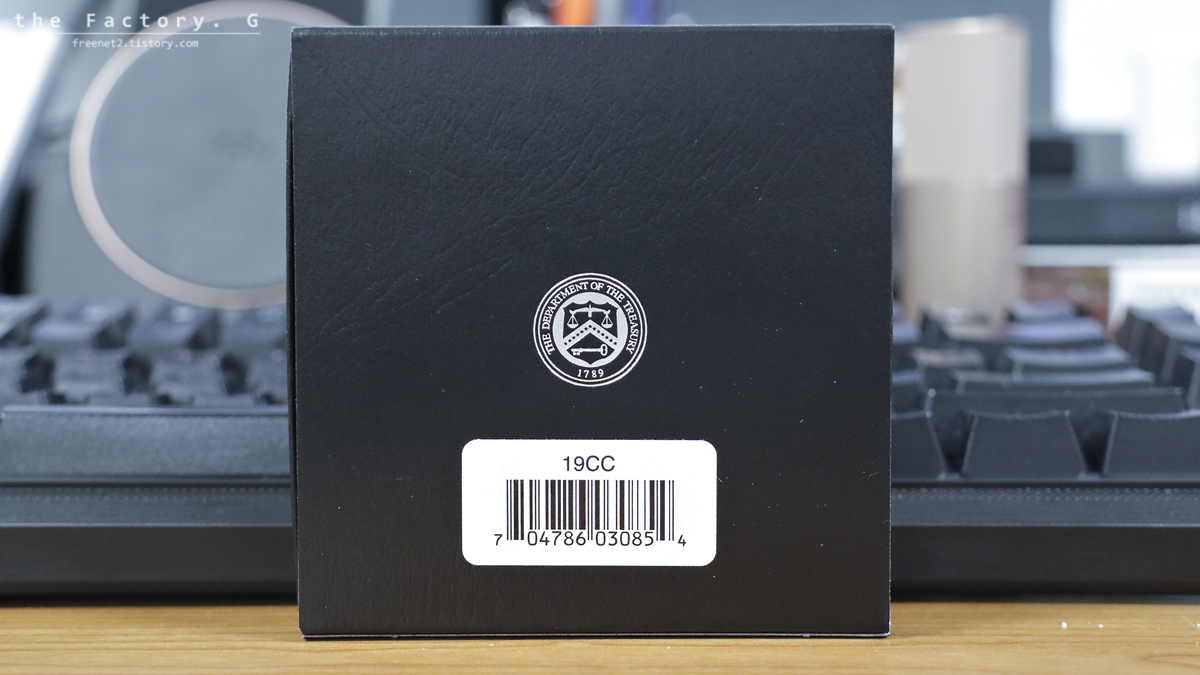 the Factory. G
freenet2.tistory.com
THE DEPARTMENT OF THE TREASURY
1789
19CC
7 04786 03085 4